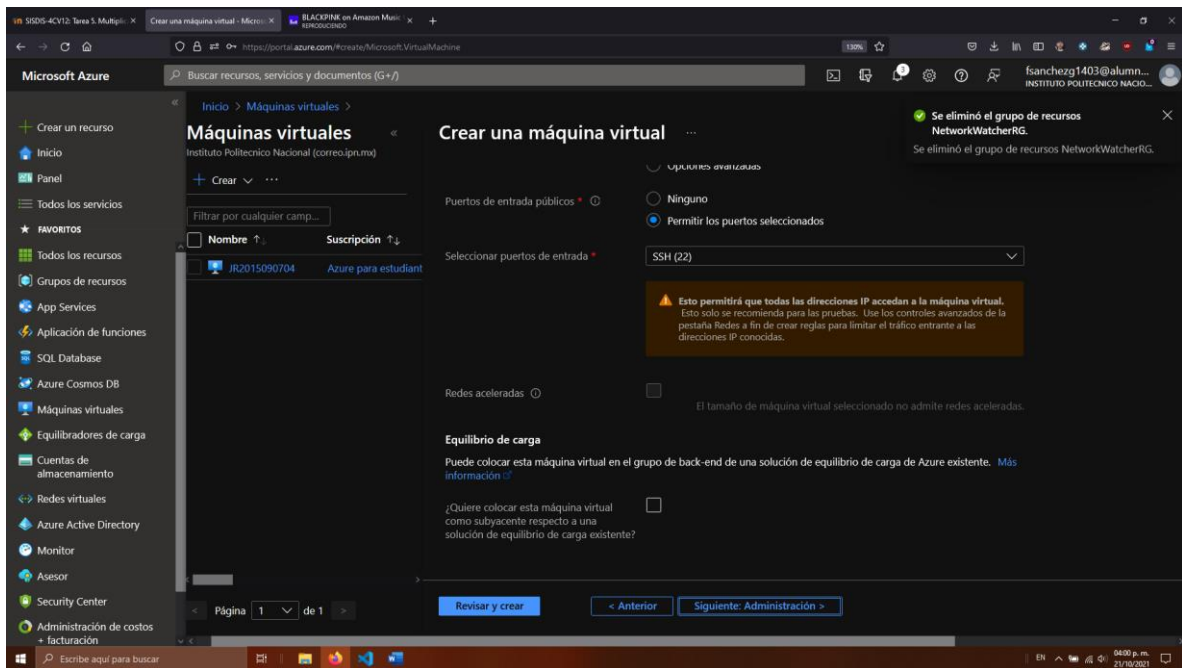 SISDIS-4CV12: Tarea 5. Multiplic
Crear una máquina virtual - Micros
BLACKPINK on Amazon Music
REPRODUCIENDO
https://portal.azure.com/#create/Microsoft.VirtualMachine
130%
Microsoft Azure
Buscar recursos, servicios y documentos (G+/)
3
fsanchezg1403@alumn...
INSTITUTO POLITECNICO NACIO...
Crear un recurso
Inicio
Panel
Todos los servicios
FAVORITOS
Todos los recursos
Grupos de recursos
App Services
Aplicación de funciones
SQL Database
Azure Cosmos DB
Máquinas virtuales
Equilibradores de carga
Cuentas de
almacenamiento
Redes virtuales
Azure Active Directory
Monitor
Asesor
Security Center
Administración de costos
+ facturación
Inicio > Máquinas virtuales >
Máquinas virtuales
Instituto Politecnico Nacional (correo.ipn.mx)
+ Crear ...
Filtrar por cualquier camp...
Nombre ↑↓ Suscripción ↑↓
JR2015090704 Azure para estudiant
< Página 1 de 1 >
Crear una máquina virtual ...
Opciones avanzadas
Puertos de entrada públicos *
Ninguno
Permitir los puertos seleccionados
Seleccionar puertos de entrada *
SSH (22)
Esto permitirá que todas las direcciones IP accedan a la máquina virtual.
Esto solo se recomienda para las pruebas. Use los controles avanzados de la
pestaña Redes a fin de crear reglas para limitar el tráfico entrante a las
direcciones IP conocidas.
Redes aceleradas
El tamaño de máquina virtual seleccionado no admite redes aceleradas.
Equilibrio de carga
Puede colocar esta máquina virtual en el grupo de back-end de una solución de equilibrio de carga de Azure existente. Más
información
¿Quiere colocar esta máquina virtual
como subyacente respecto a una
solución de equilibrio de carga existente?
Revisar y crear
< Anterior
Siguiente: Administración >
Se eliminó el grupo de recursos
NetworkWatcherRG.
Se eliminó el grupo de recursos NetworkWatcherRG.
Escribe aquí para buscar
EN
04:00 p. m.
21/10/2021